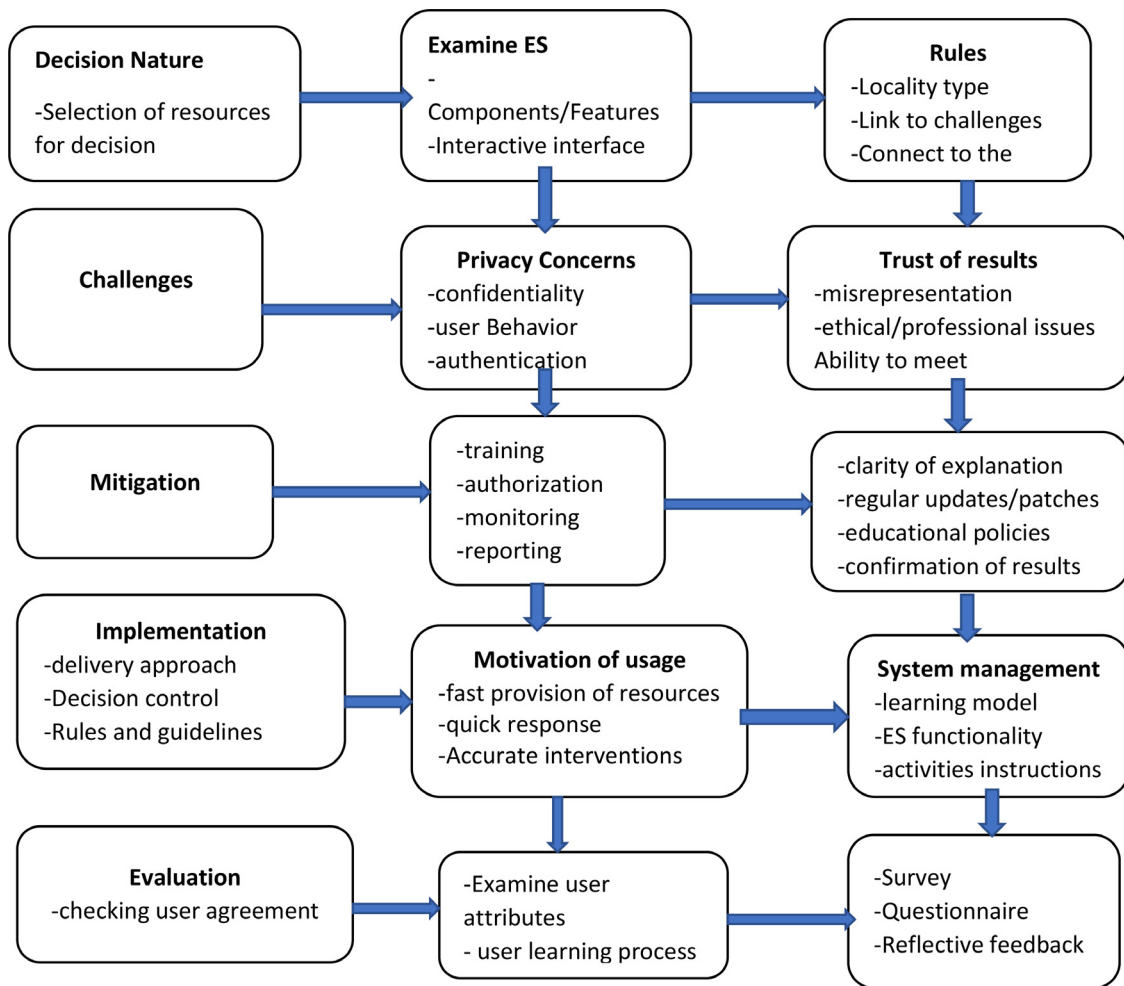 Decision Nature
-Selection of resources
for decision
Examine ES
-
Components/Features
-Interactive interface
Rules
-Locality type
-Link to challenges
-Connect to the
Challenges
Privacy Concerns
-confidentiality
-user Behavior
-authentication
Trust of results
-misrepresentation
-ethical/professional issues
Ability to meet
Mitigation
-training
-authorization
-monitoring
-reporting
-clarity of explanation
-regular updates/patches
-educational policies
-confirmation of results
Implementation
-delivery approach
-Decision control
-Rules and guidelines
Motivation of usage
-fast provision of resources
-quick response
-Accurate interventions
System management
-learning model
-ES functionality
-activities instructions
Evaluation
-checking user agreement
-Examine user
attributes
- user learning process
-Survey
-Questionnaire
-Reflective feedback